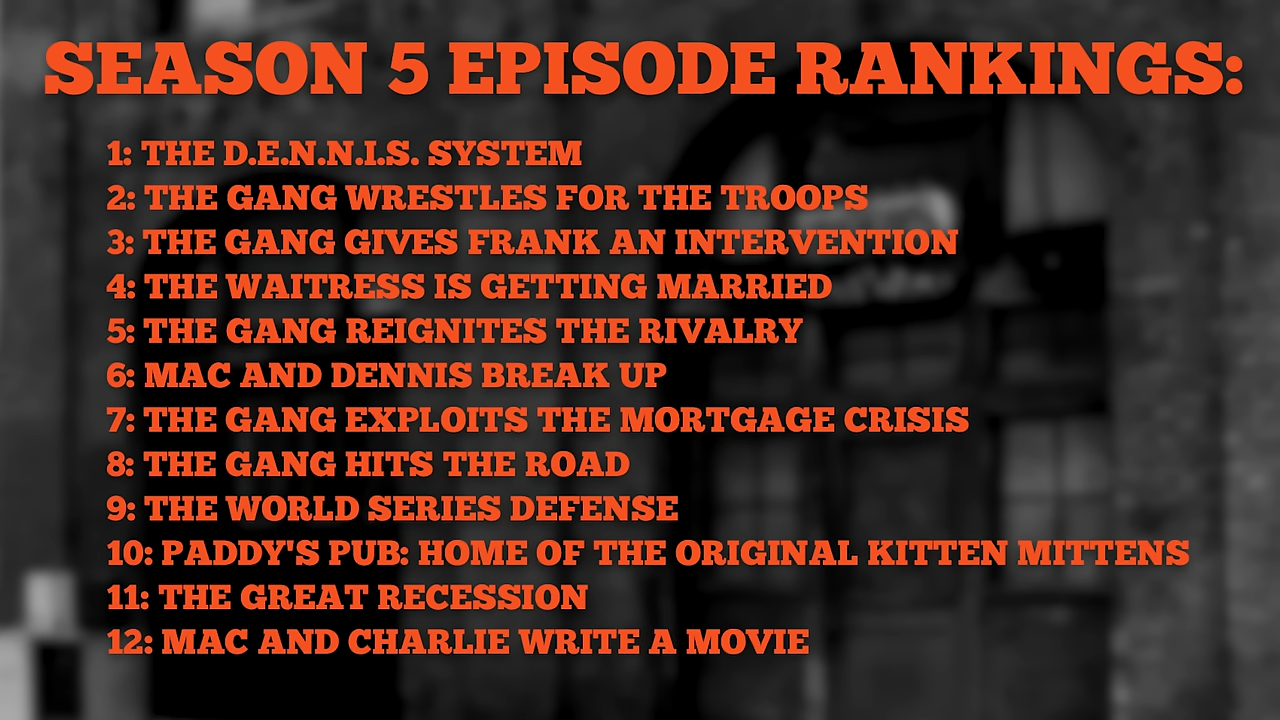 SEASON 5 EPISODE RANKINGS:
1: THE D.E.N.N.I.S. SYSTEM
2: THE GANG WRESTLES FOR THE TROOPS
3: THE GANG GIVES FRANK AN INTERVENTION
4: THE WAITRESS IS GETTING MARRIED
5: THE GANG REIGNITES THE RIVALRY
6: MAC AND DENNIS BREAK UP
7: THE GANG EXPLOITS THE MORTGAGE CRISIS
8: THE GANG HITS THE ROAD
9: THE WORLD SERIES DEFENSE
10: PADDY'S PUB: HOME OF THE ORIGINAL KITTEN MITTENS
11: THE GREAT RECESSION
12: MAC AND CHARLIE WRITE A MOVIE